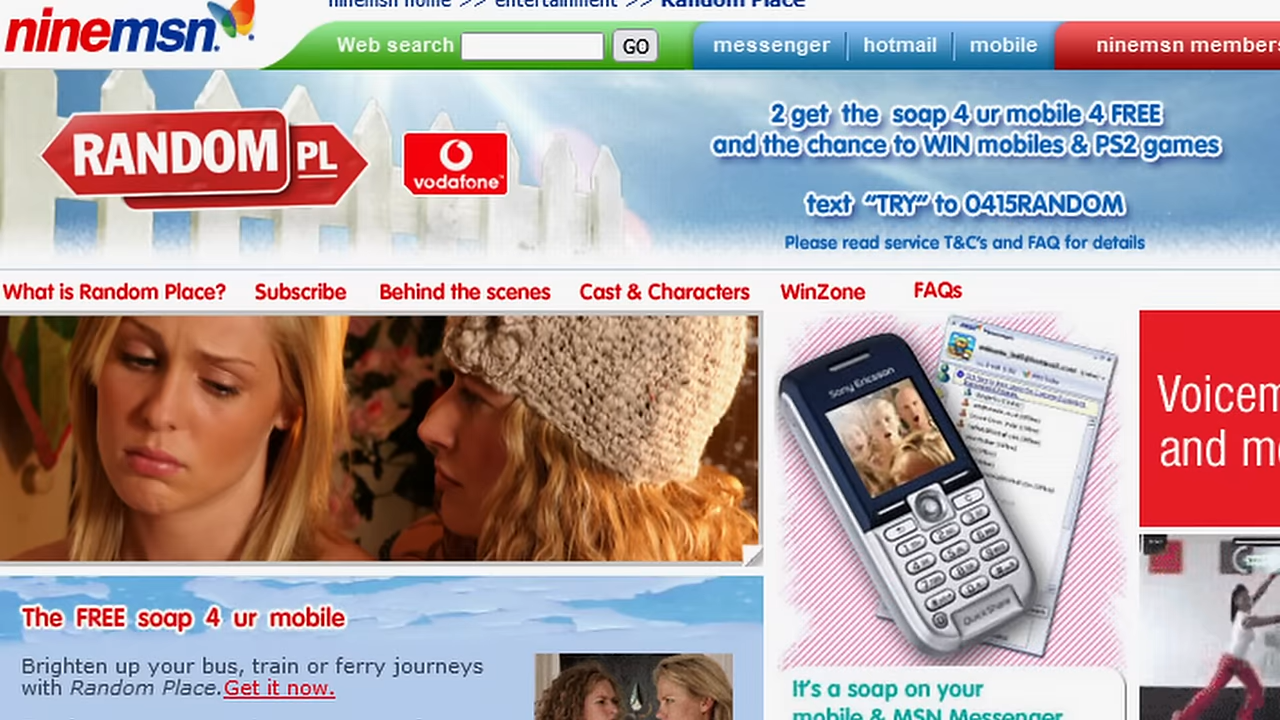 ninemsn home >> entertainment >> Random Place
ninemsn.
Web search GO
messenger
hotmail
mobile
ninemsn member
RANDOM PL
vodafone™
2 get the soap 4 ur mobile 4 FREE
and the chance to WIN mobiles & PS2 games
text "TRY" to 0415RANDOM
Please read service T&C's and FAQ for details
What is Random Place?
Subscribe
Behind the scenes
Cast & Characters
WinZone
FAQs
Sony Ericsson
QuickShare
Voicem
and m
The FREE soap 4 ur mobile
Brighten up your bus, train or ferry journeys
with Random Place.Get it now.
It's a soap on your
mobile & MSN Messenger